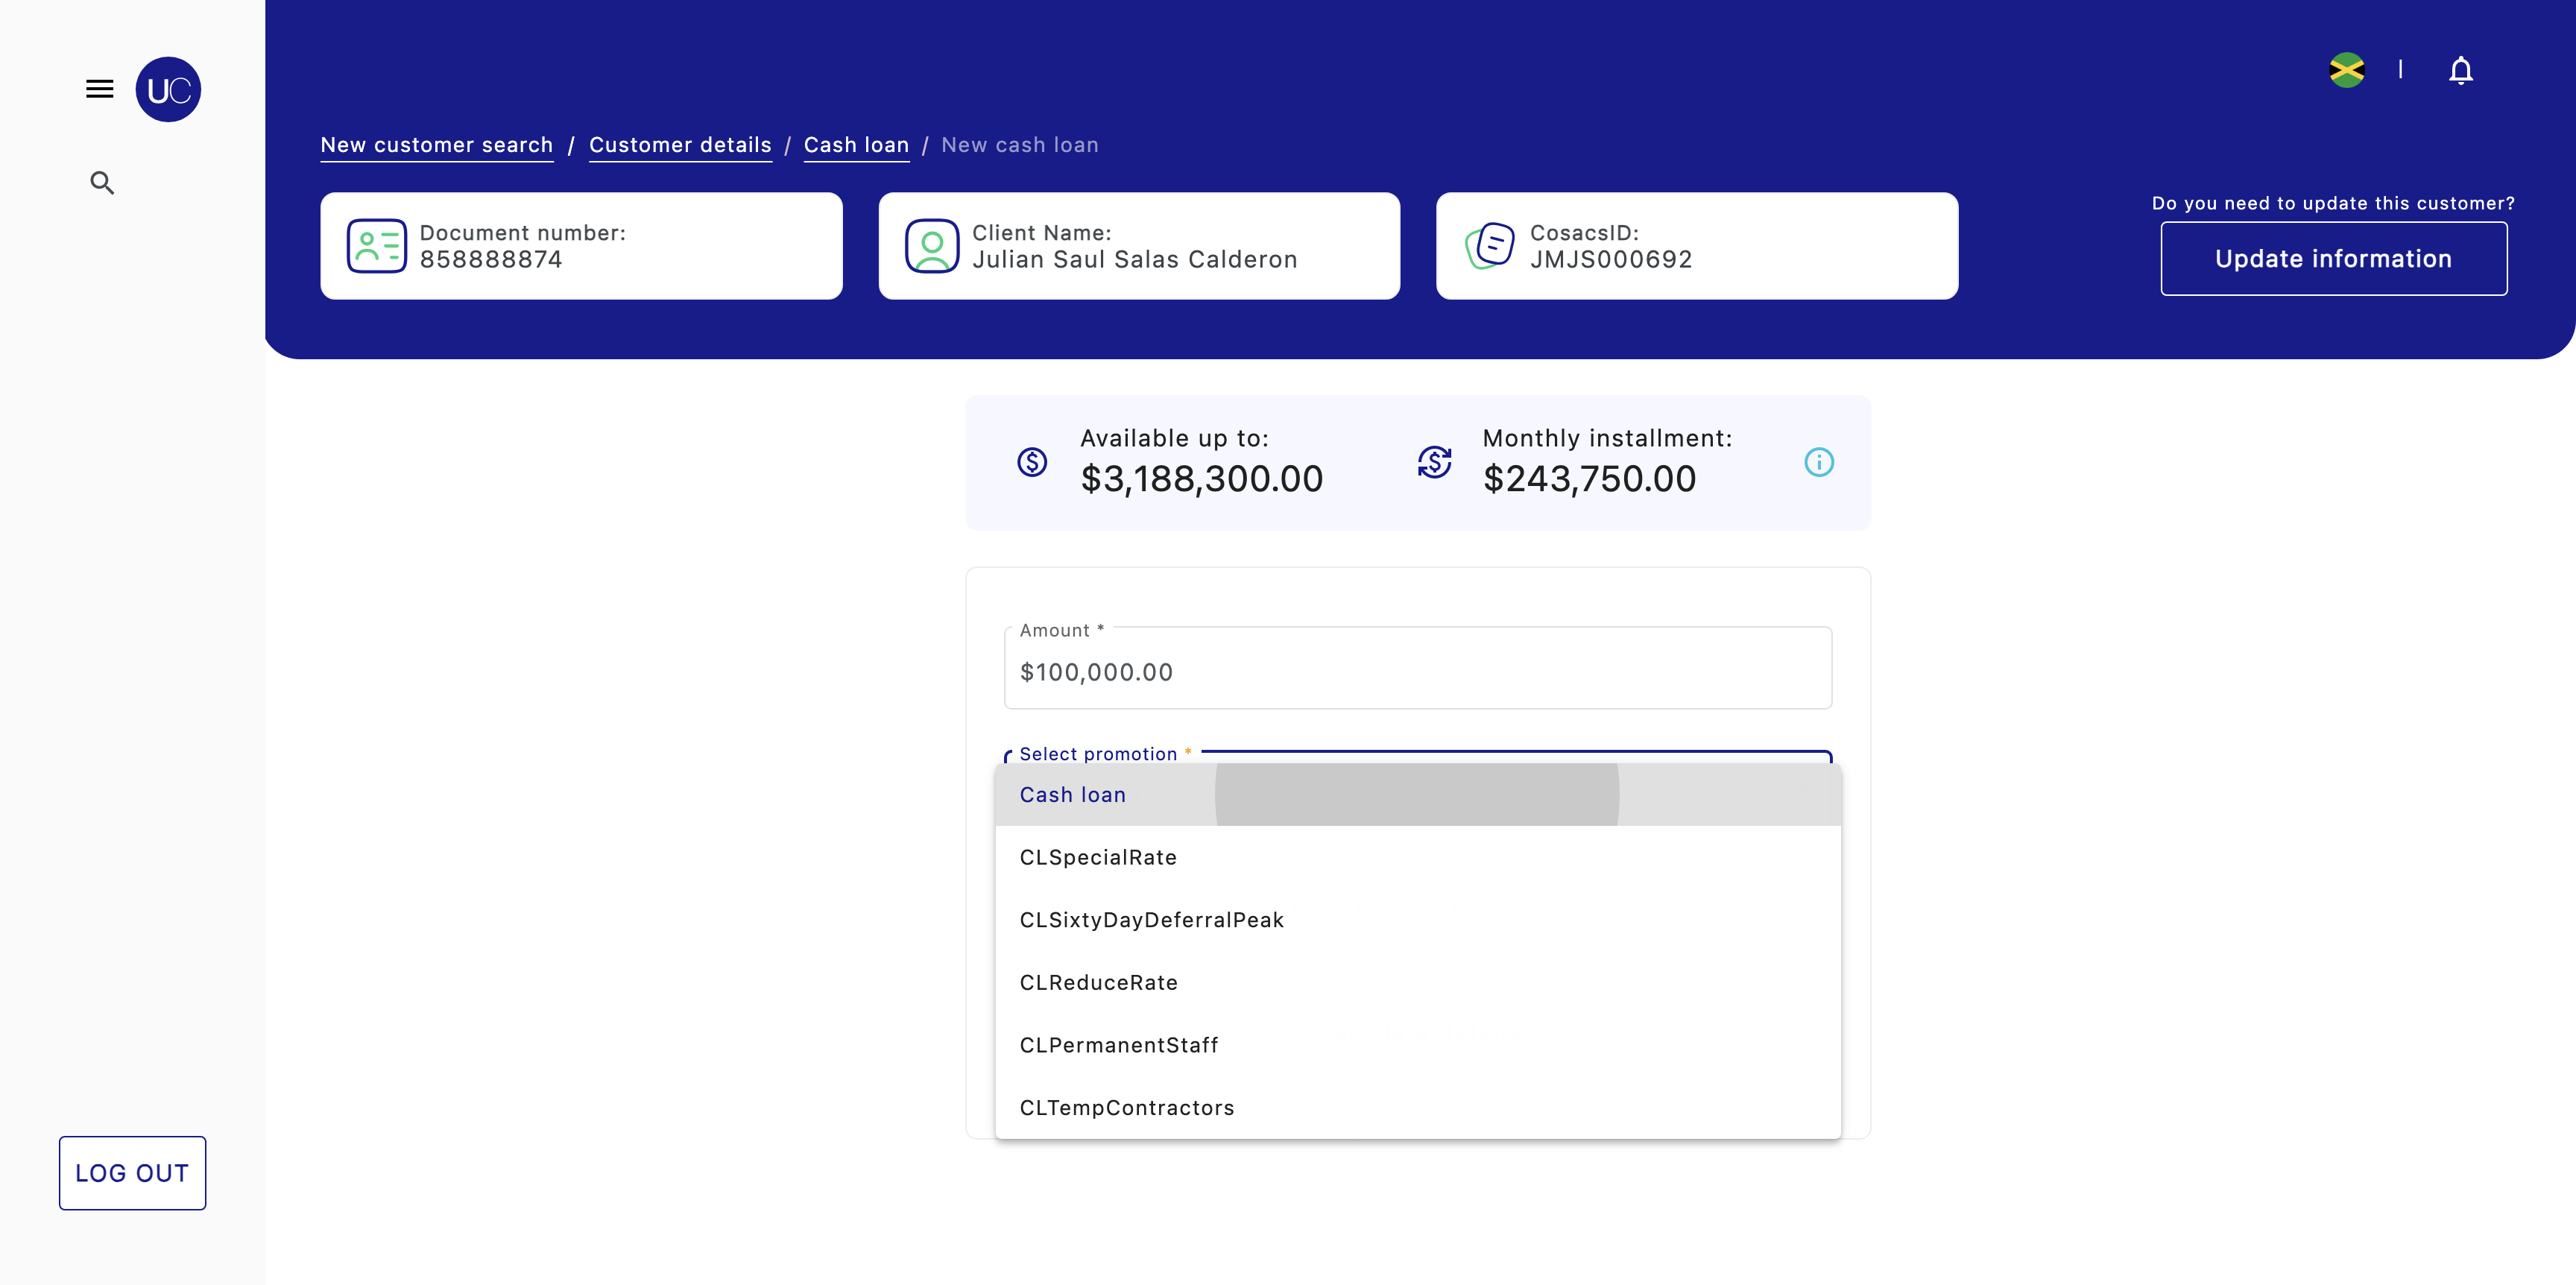 UC
New customer search / Customer details / Cash loan / New cash loan
Document number:
858888874
Client Name:
Julian Saul Salas Calderon
CosacsID:
JMJS000692
Do you need to update this customer?
Update information
Available up to:
$3,188,300.00
Monthly installment:
$243,750.00
Amount *
$100,000.00
Select promotion *
Cash loan
CLSpecialRate
CLSixtyDayDeferralPeak
CLReduceRate
CLPermanentStaff
CLTempContractors
LOG OUT